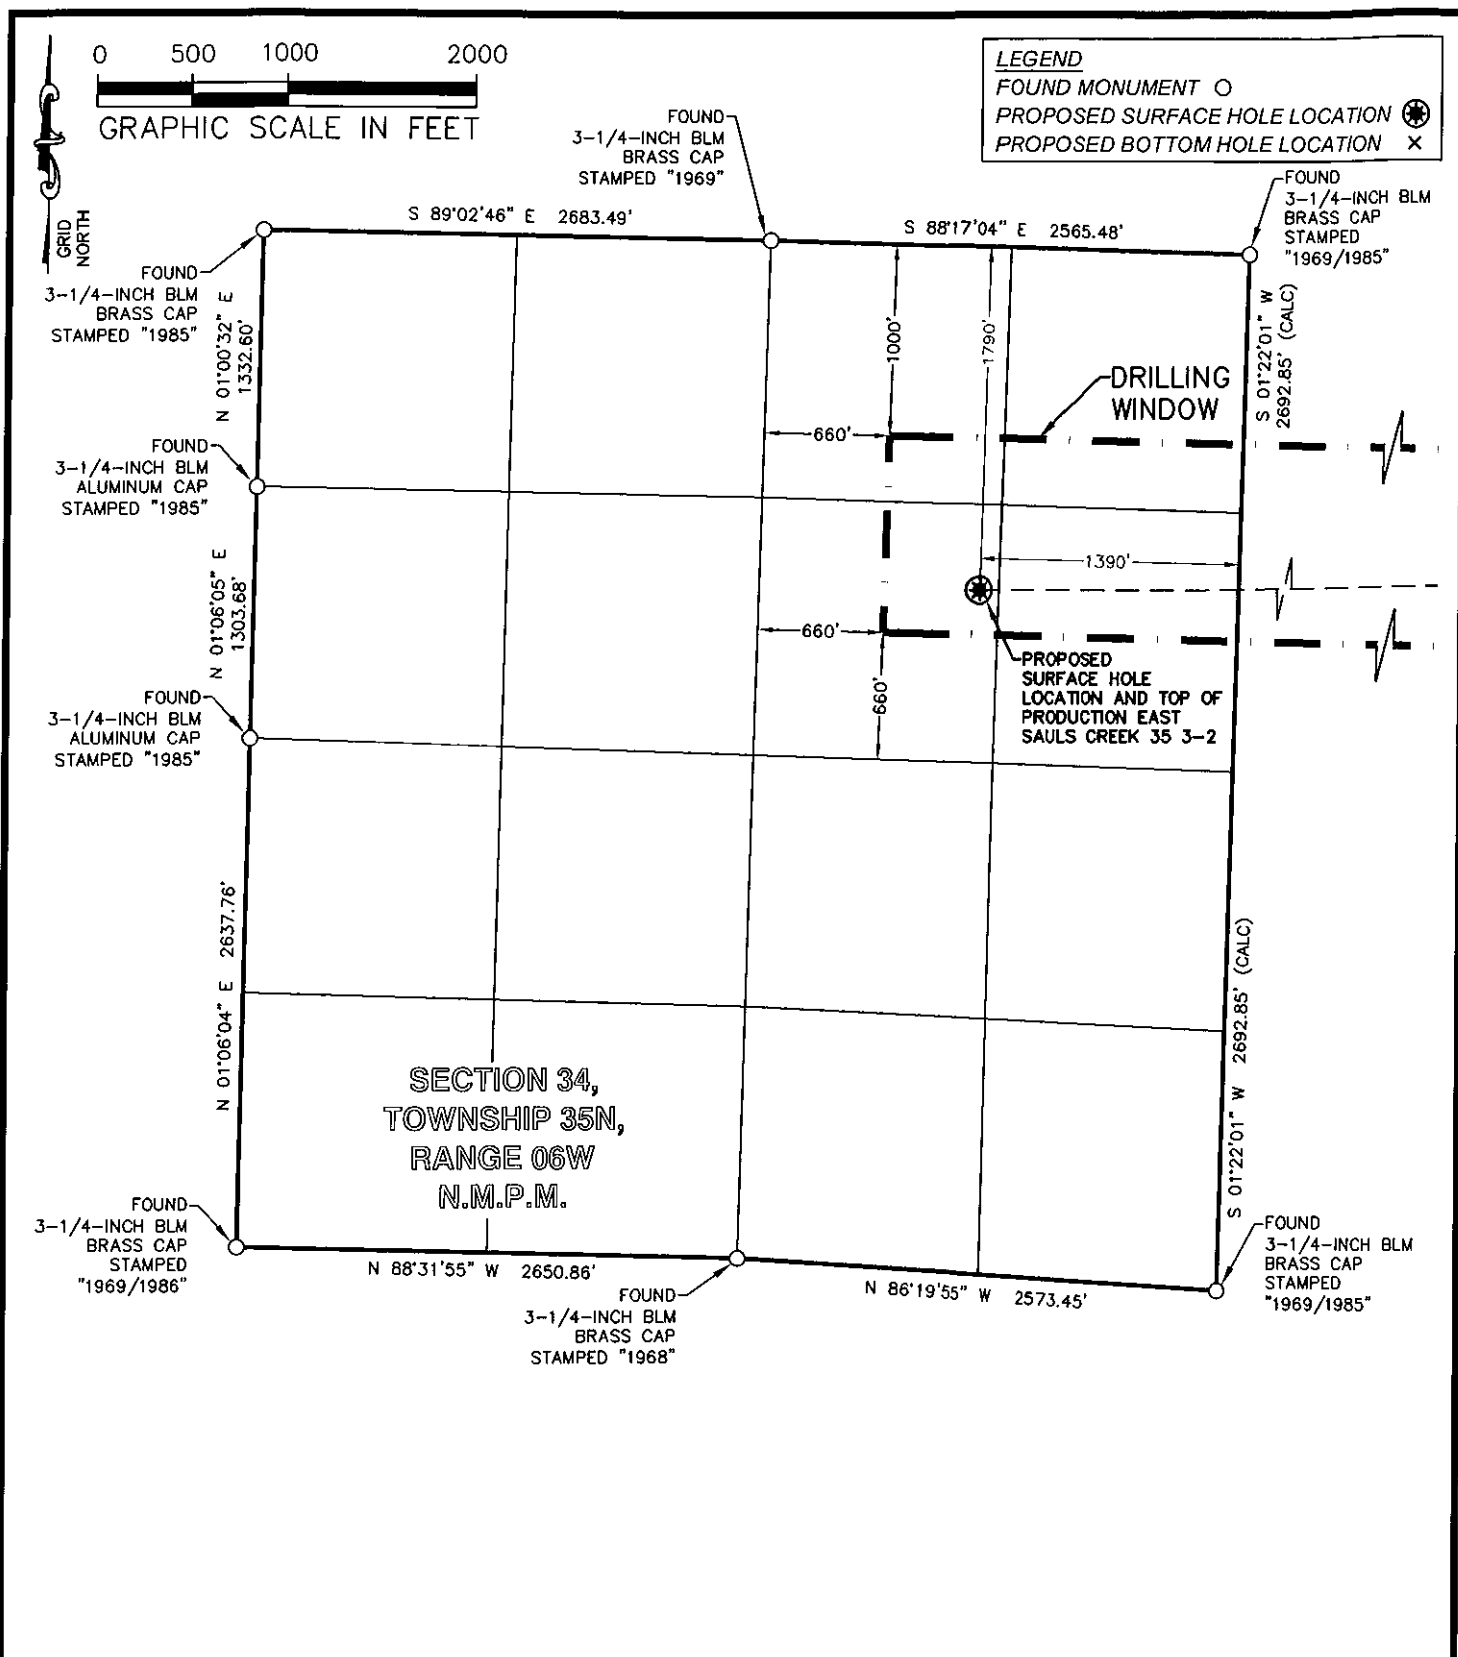 0 500 1000 2000
GRAPHIC SCALE IN FEET
GRID
NORTH
LEGEND
FOUND MONUMENT
PROPOSED SURFACE HOLE LOCATION
PROPOSED BOTTOM HOLE LOCATION
FOUND
3-1/4-INCH BLM
BRASS CAP
STAMPED "1969"
FOUND
3-1/4-INCH BLM
BRASS CAP
STAMPED
"1969/1985"
S 89°02'46" E 2683.49'
S 88°17'04" E 2565.48'
FOUND
3-1/4-INCH BLM
BRASS CAP
STAMPED "1985"
N 01°00'32" E
1332.60'
1000'
1790'
S 01°22'01" W
2692.85' (CALC)
DRILLING
WINDOW
660'
FOUND
3-1/4-INCH BLM
ALUMINUM CAP
STAMPED "1985"
N 01°06'05" E
1303.68'
1390'
660'
660'
PROPOSED
SURFACE HOLE
LOCATION AND TOP OF
PRODUCTION EAST
SAULS CREEK 35 3-2
FOUND
3-1/4-INCH BLM
ALUMINUM CAP
STAMPED "1985"
N 01°06'04" E 2637.76'
S 01°22'01" W 2692.85' (CALC)
SECTION 34,
TOWNSHIP 35N,
RANGE 06W
N.M.P.M.
FOUND
3-1/4-INCH BLM
BRASS CAP
STAMPED
"1969/1986"
N 88°31'55" W 2650.86'
FOUND
3-1/4-INCH BLM
BRASS CAP
STAMPED "1968"
N 86°19'55" W 2573.45'
FOUND
3-1/4-INCH BLM
BRASS CAP
STAMPED
"1969/1985"